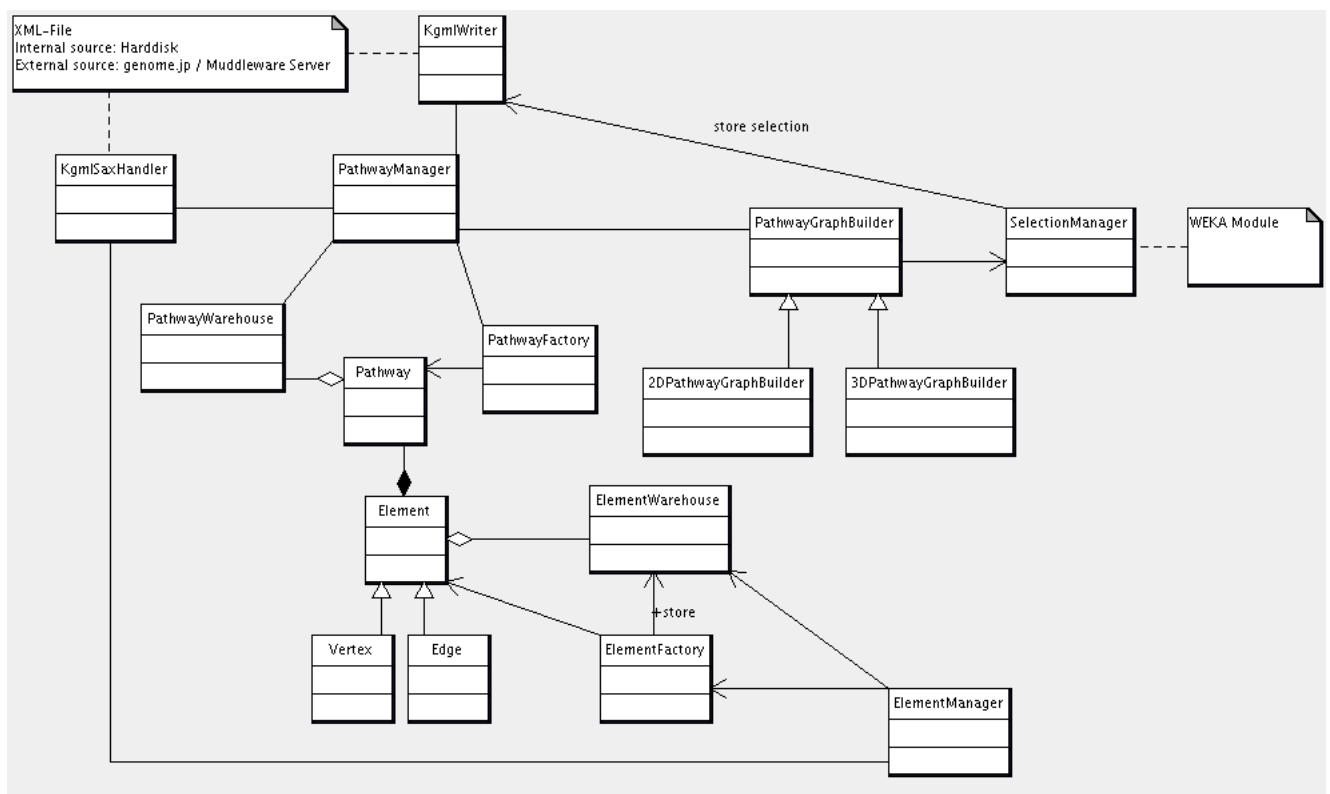 XML-File
Internal source: Harddisk
External source: genome.jp / Muddleware Server
KgmlWriter
store selection
KgmlSaxHandler
PathwayManager
PathwayGraphBuilder
SelectionManager
WEKA Module
PathwayWarehouse
PathwayFactory
Pathway
2DPathwayGraphBuilder
3DPathwayGraphBuilder
Element
ElementWarehouse
+store
Vertex
Edge
ElementFactory
ElementManager